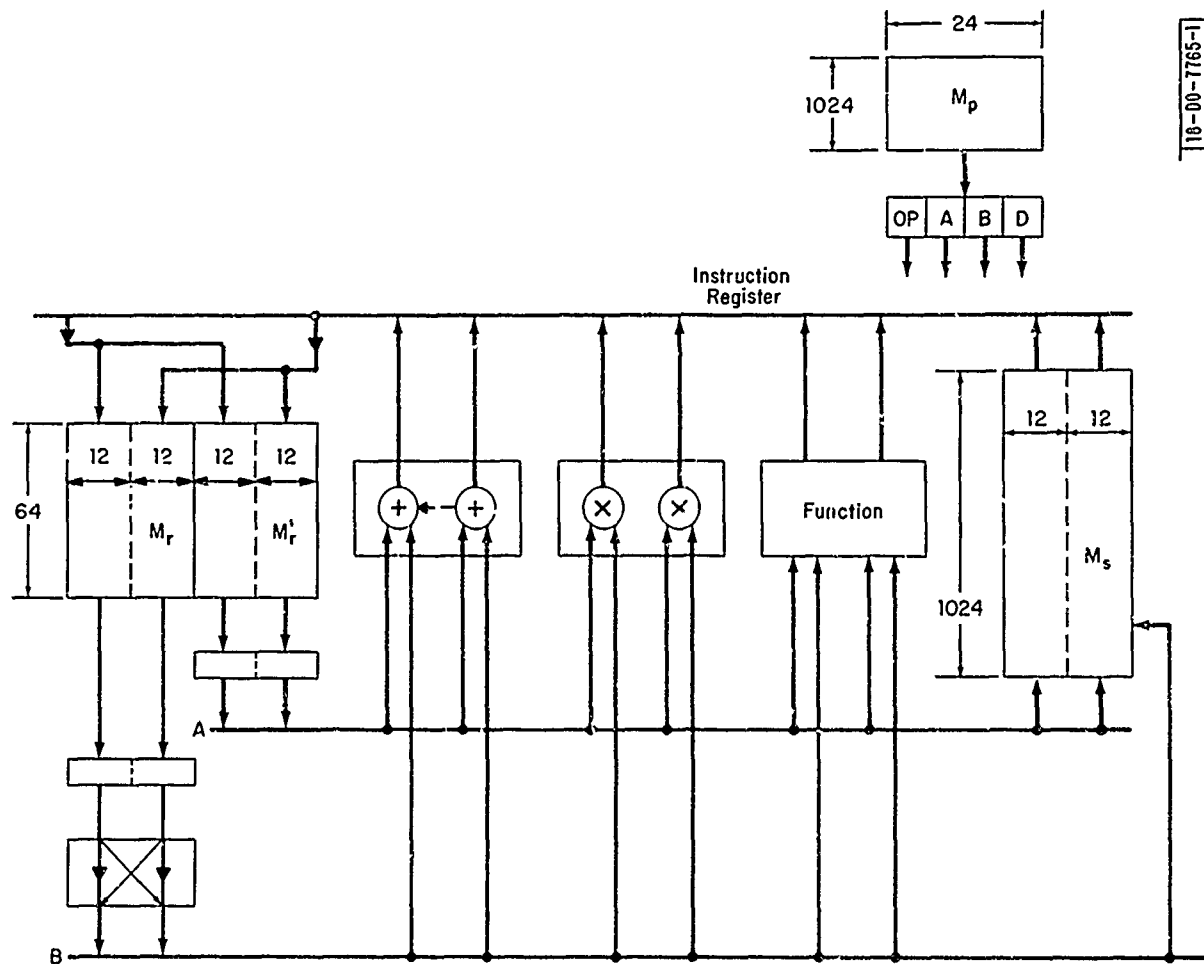 24
18-DO-7765-1
1024
Mp
OP A B D
Instruction
Register
12 12 12 12
12 12
64
Mr
M'r
+ +
× ×
Function
Ms
1024
A
B